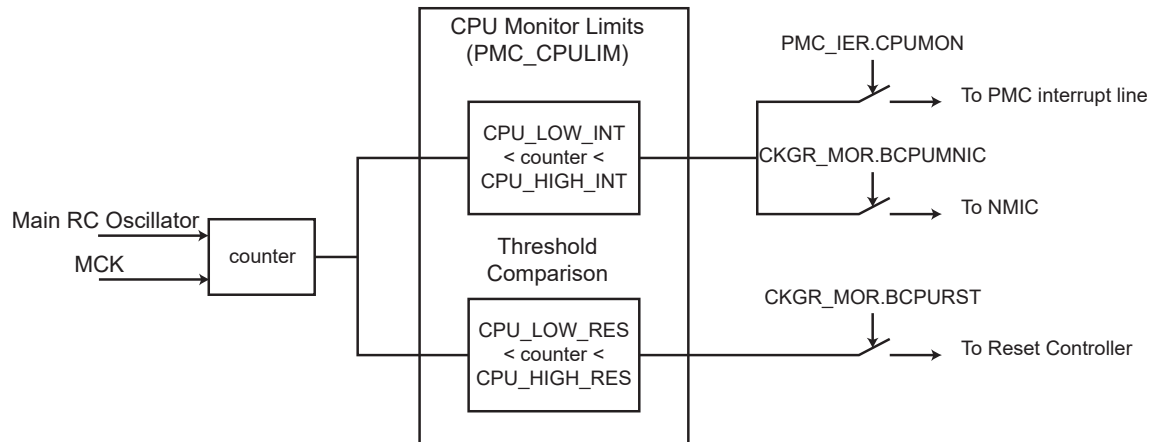 CPU Monitor Limits
(PMC_CPULIM)
PMC_IER.CPUMON
To PMC interrupt line
CPU_LOW_INT
< counter <
CPU_HIGH_INT
CKGR_MOR.BCPUMNIC
To NMIC
Main RC Oscillator
MCK
counter
Threshold
Comparison
CKGR_MOR.BCPURST
CPU_LOW_RES
< counter <
CPU_HIGH_RES
To Reset Controller